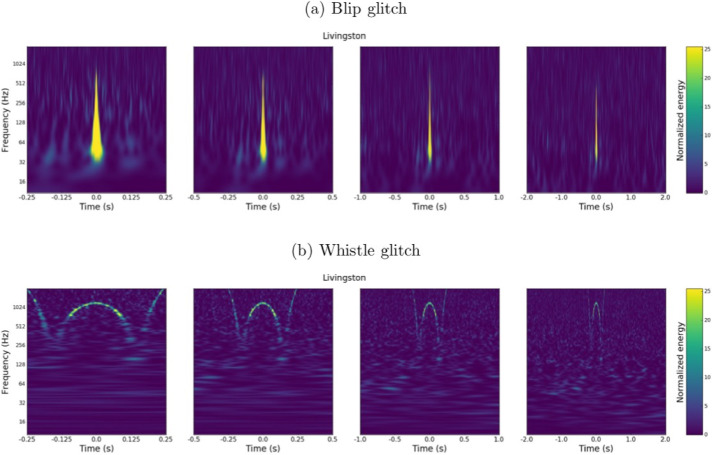 (a) Blip glitch
Livingston
Frequency (Hz)
1024
512
256
128
64
32
16
-0.25 -0.125 0.0 0.125 0.25
Time (s)
-0.5 -0.25 0.0 0.25 0.5
Time (s)
-1.0 -0.5 0.0 0.5 1.0
Time (s)
-2.0 -1.0 0.0 1.0 2.0
Time (s)
Normalized energy
25
20
15
10
5
0
(b) Whistle glitch
Livingston
Frequency (Hz)
1024
512
256
128
64
32
16
-0.25 -0.125 0.0 0.125 0.25
Time (s)
-0.5 -0.25 0.0 0.25 0.5
Time (s)
-1.0 -0.5 0.0 0.5 1.0
Time (s)
-2.0 -1.0 0.0 1.0 2.0
Time (s)
Normalized energy
25
20
15
10
5
0